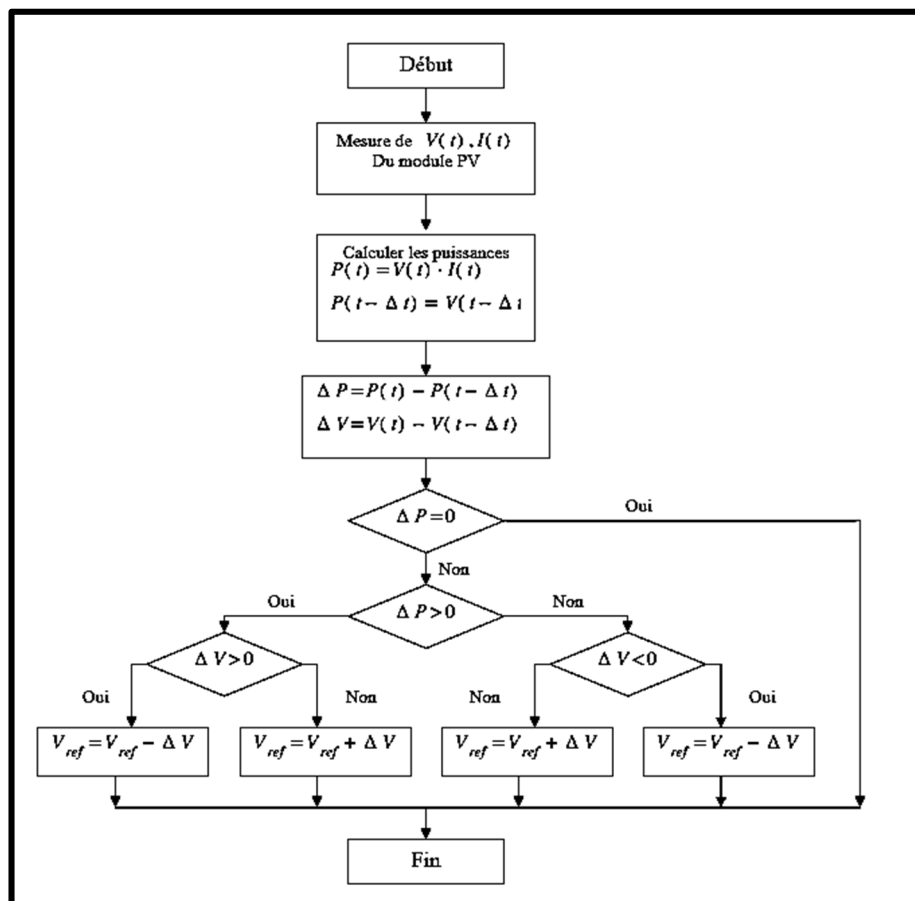 Début
Mesure de V(t), I(t)
Du module PV
Calculer les puissances
P(t) = V(t) · I(t)
P(t − Δt) = V(t − Δt
ΔP = P(t) − P(t − Δt)
ΔV = V(t) − V(t − Δt)
ΔP = 0
Oui
Non
ΔP > 0
Oui
Non
ΔV > 0
ΔV < 0
Oui
Non
Non
Oui
V_ref = V_ref − ΔV
V_ref = V_ref + ΔV
V_ref = V_ref + ΔV
V_ref = V_ref − ΔV
Fin